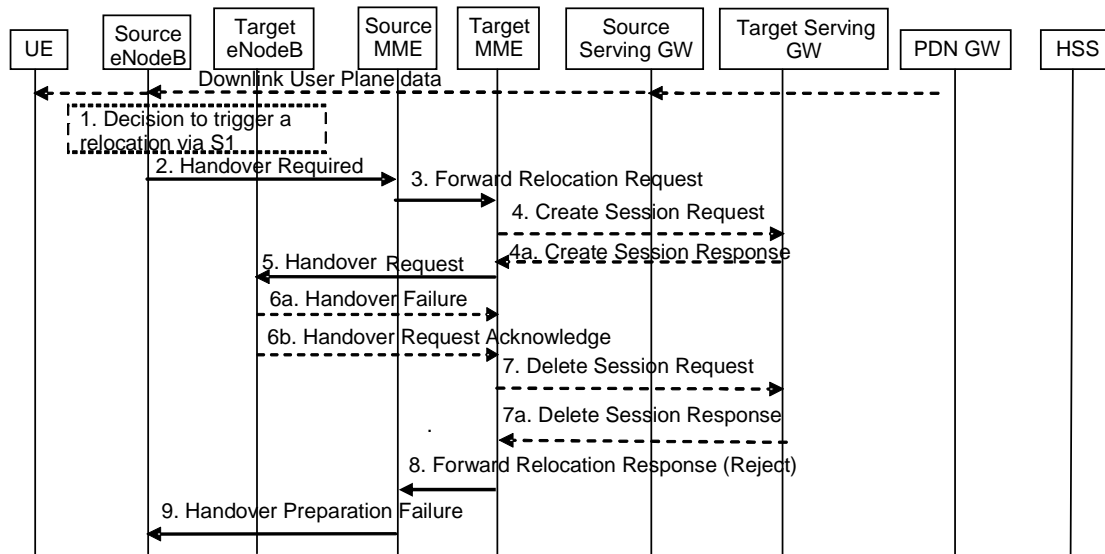 UE
Source
eNodeB
Target
eNodeB
Source
MME
Target
MME
Source
Serving GW
Target Serving
GW
PDN GW
HSS
Downlink User Plane data
1. Decision to trigger a
relocation via S1
2. Handover Required
3. Forward Relocation Request
4. Create Session Request
4a. Create Session Response
5. Handover Request
6a. Handover Failure
6b. Handover Request Acknowledge
7. Delete Session Request
7a. Delete Session Response
.
8. Forward Relocation Response (Reject)
9. Handover Preparation Failure